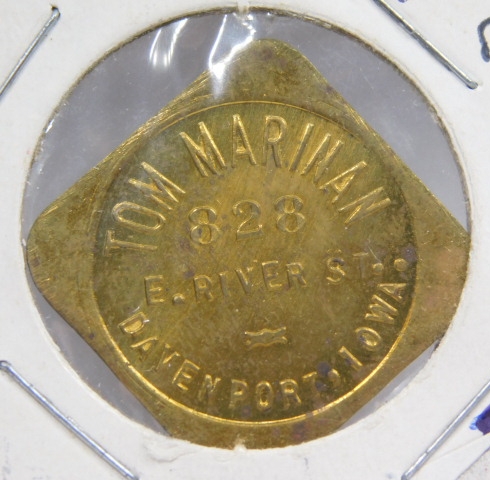 TOM MARINAN
828
E. RIVER ST.
DAVENPORT, IOWA.